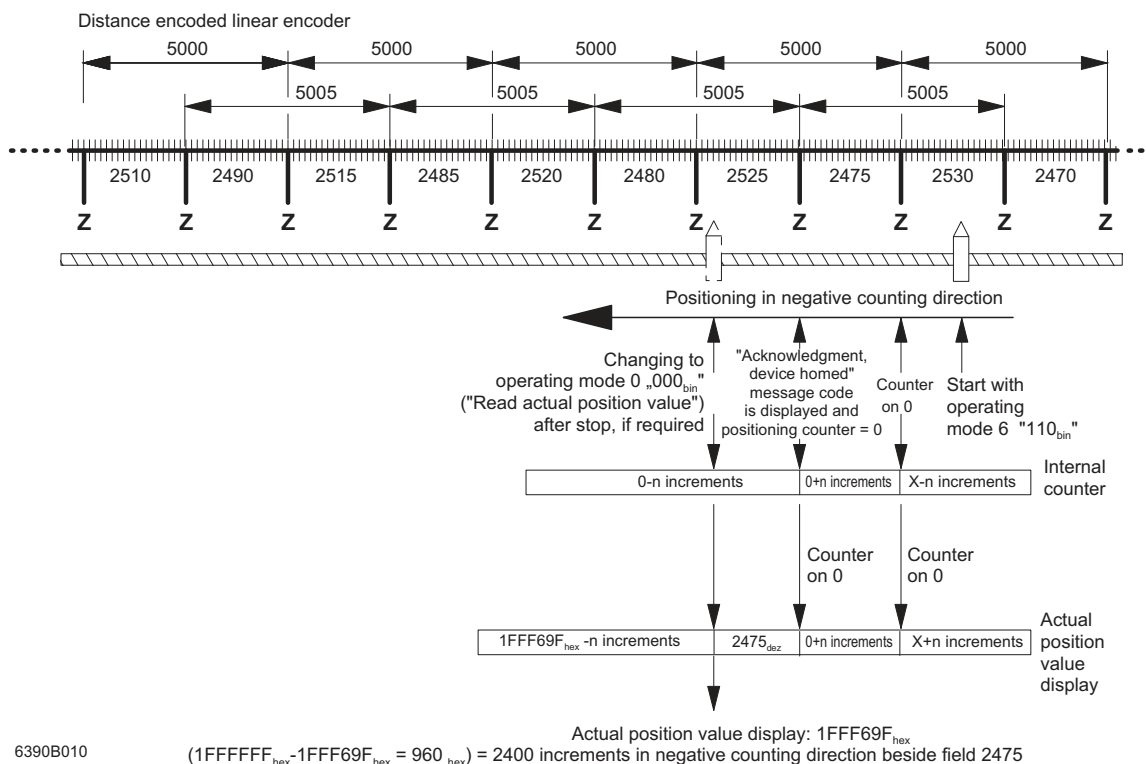 Distance encoded linear encoder
5000 5000 5000 5000 5000
5005 5005 5005 5005
2510 2490 2515 2485 2520 2480 2525 2475 2530 2470
Z Z Z Z Z Z Z Z Z Z Z
Positioning in negative counting direction
Changing to
operating mode 0 „000bin"
("Read actual position value")
after stop, if required
"Acknowledgment,
device homed"
message code
is displayed and
positioning counter = 0
Counter
on 0
Start with
operating
mode 6 "110bin"
0-n increments 0+n increments X-n increments
Internal
counter
Counter
on 0
Counter
on 0
1FFF69Fhex -n increments 2475dez 0+n increments X+n increments
Actual
position
value
display
Actual position value display: 1FFF69Fhex
6390B010
(1FFFFFFhex-1FFF69Fhex = 960 hex) = 2400 increments in negative counting direction beside field 2475